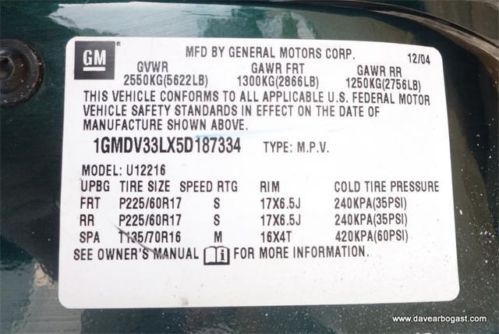 GM
MFD BY GENERAL MOTORS CORP. 12/04
GVWR GAWR FRT GAWR RR
2550KG(5622LB) 1300KG(2866LB) 1250KG(2756LB)
THIS VEHICLE CONFORMS TO ALL APPLICABLE U.S. FEDERAL MOTOR
VEHICLE SAFETY STANDARDS IN EFFECT ON THE DATE OF
MANUFACTURE SHOWN ABOVE.
1GMDV33LX5D187334 TYPE: M.P.V.
MODEL: U12216
UPBG TIRE SIZE SPEED RTG RIM COLD TIRE PRESSURE
FRT P225/60R17 S 17X6.5J 240KPA(35PSI)
RR P225/60R17 S 17X6.5J 240KPA(35PSI)
SPA T135/70R16 M 16X4T 420KPA(60PSI)
SEE OWNER'S MANUAL FOR MORE INFORMATION.
www.davearbogast.com